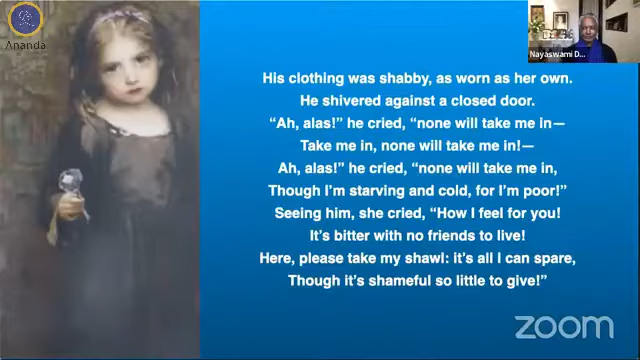 Ananda
Nayaswami D...
His clothing was shabby, as worn as her own.
He shivered against a closed door.
“Ah, alas!” he cried, “none will take me in—
Take me in, none will take me in!—
Ah, alas!” he cried, “none will take me in,
Though I’m starving and cold, for I’m poor!”
Seeing him, she cried, “How I feel for you!
It’s bitter with no friends to live!
Here, please take my shawl: it’s all I can spare,
Though it’s shameful so little to give!”
zoom